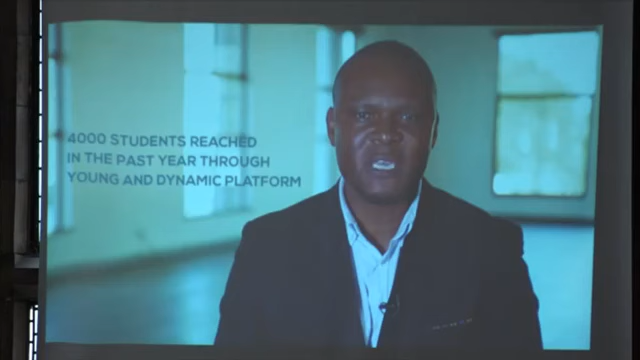 4000 STUDENTS REACHED
IN THE PAST YEAR THROUGH
YOUNG AND DYNAMIC PLATFORM